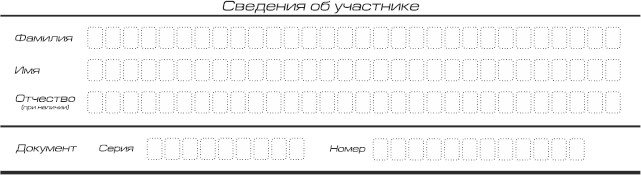 Сведения об участнике
Фамилия
Имя
Отчество
(при наличии)
Документ Серия Номер